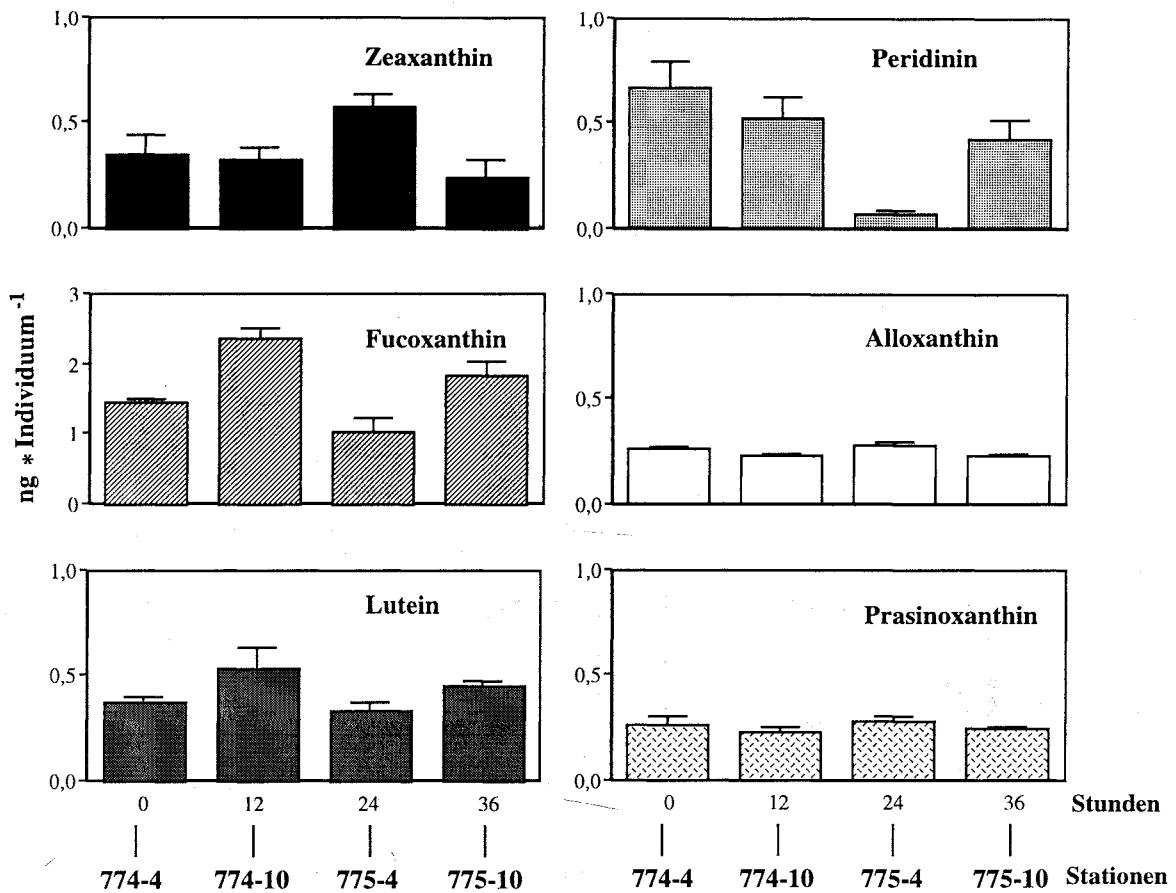 1,0
Zeaxanthin
0,5
0,0
1,0
Peridinin
0,5
0,0
ng * Individuum-1
3
Fucoxanthin
2
1
0
1,0
Alloxanthin
0,5
0,0
1,0
Lutein
0,5
0,0
1,0
Prasinoxanthin
0,5
0,0
0 12 24 36 0 12 24 36 Stunden
774-4 774-10 775-4 775-10 774-4 774-10 775-4 775-10 Stationen